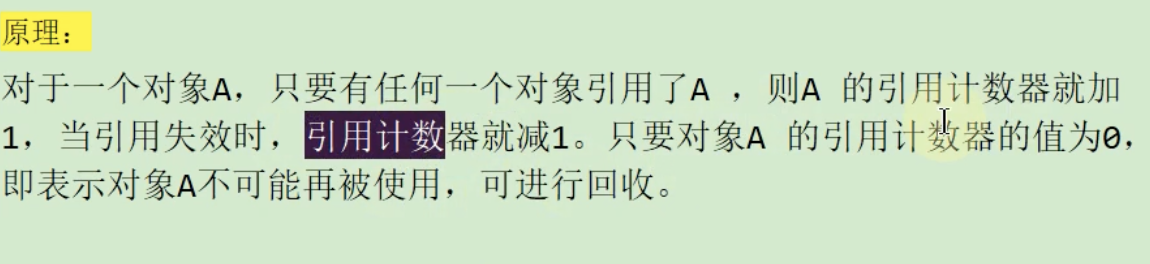 原理：
对于一个对象A，只要有任何一个对象引用了A ，则A 的引用计数器就加
1，当引用失效时，引用计数器就减1。只要对象A 的引用计数器的值为0，
即表示对象A不可能再被使用，可进行回收。